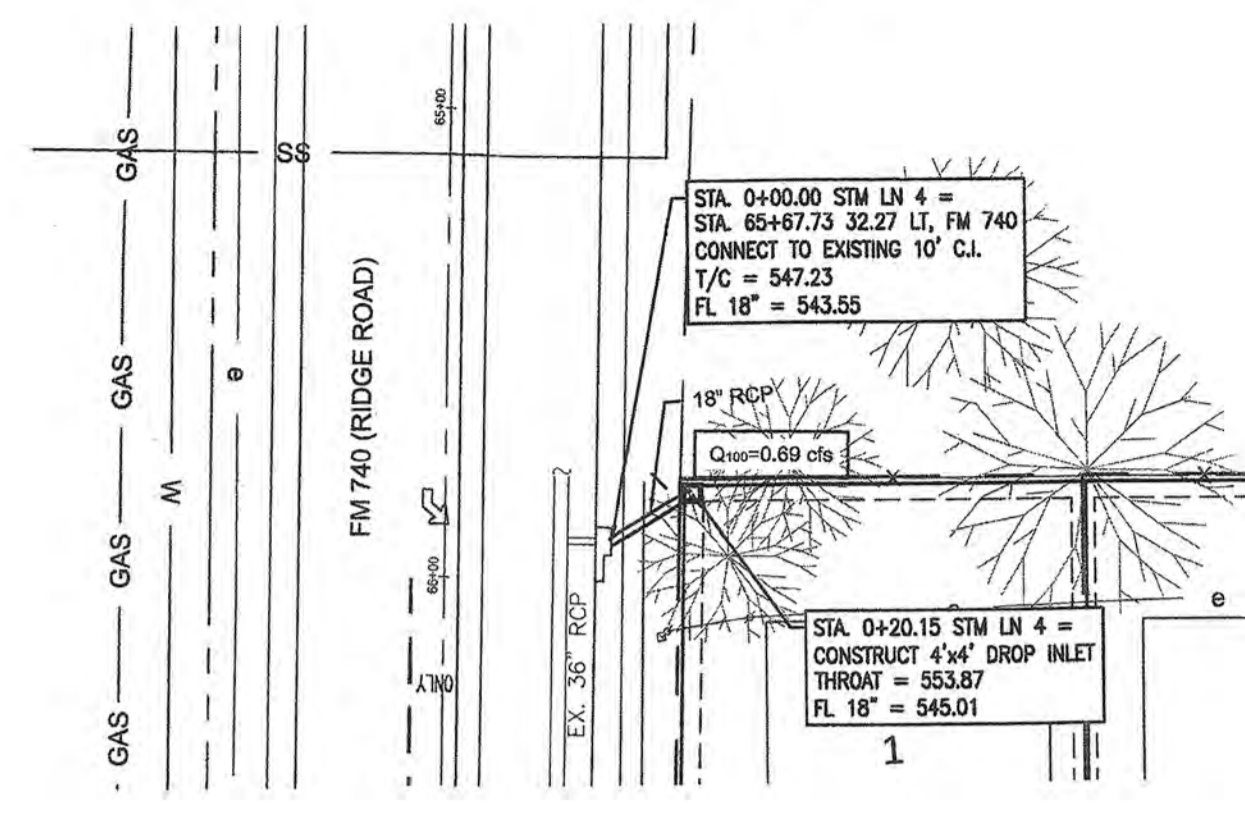 GAS
GAS
GAS
GAS
SS
W
e
FM 740 (RIDGE ROAD)
65+00
66+00
ONLY
EX. 36" RCP
STA. 0+00.00 STM LN 4 =
STA. 65+67.73 32.27 LT, FM 740
CONNECT TO EXISTING 10' C.I.
T/C = 547.23
FL 18" = 543.55
18" RCP
Q100=0.69 cfs
X
X
e
STA. 0+20.15 STM LN 4 =
CONSTRUCT 4'x4' DROP INLET
THROAT = 553.87
FL 18" = 545.01
1